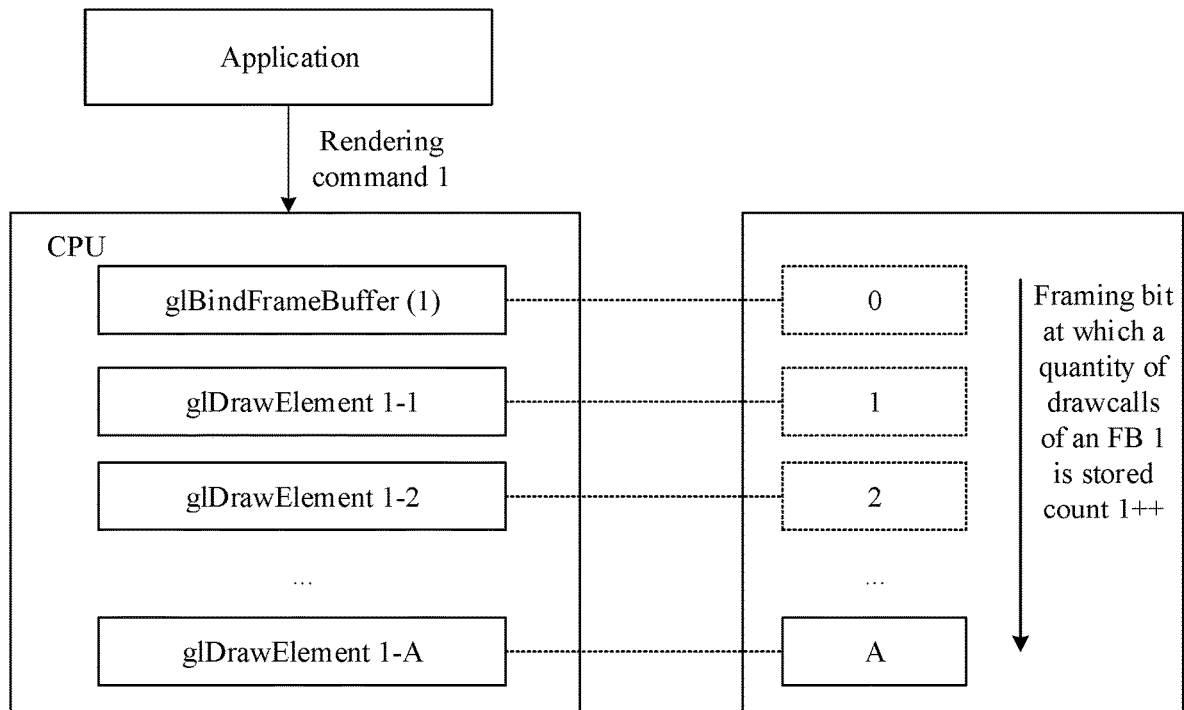 Application
Rendering
command 1
CPU
glBindFrameBuffer (1)
0
glDrawElement 1-1
1
glDrawElement 1-2
2
...
...
glDrawElement 1-A
A
Framing bit
at which a
quantity of
drawcalls
of an FB 1
is stored
count 1++